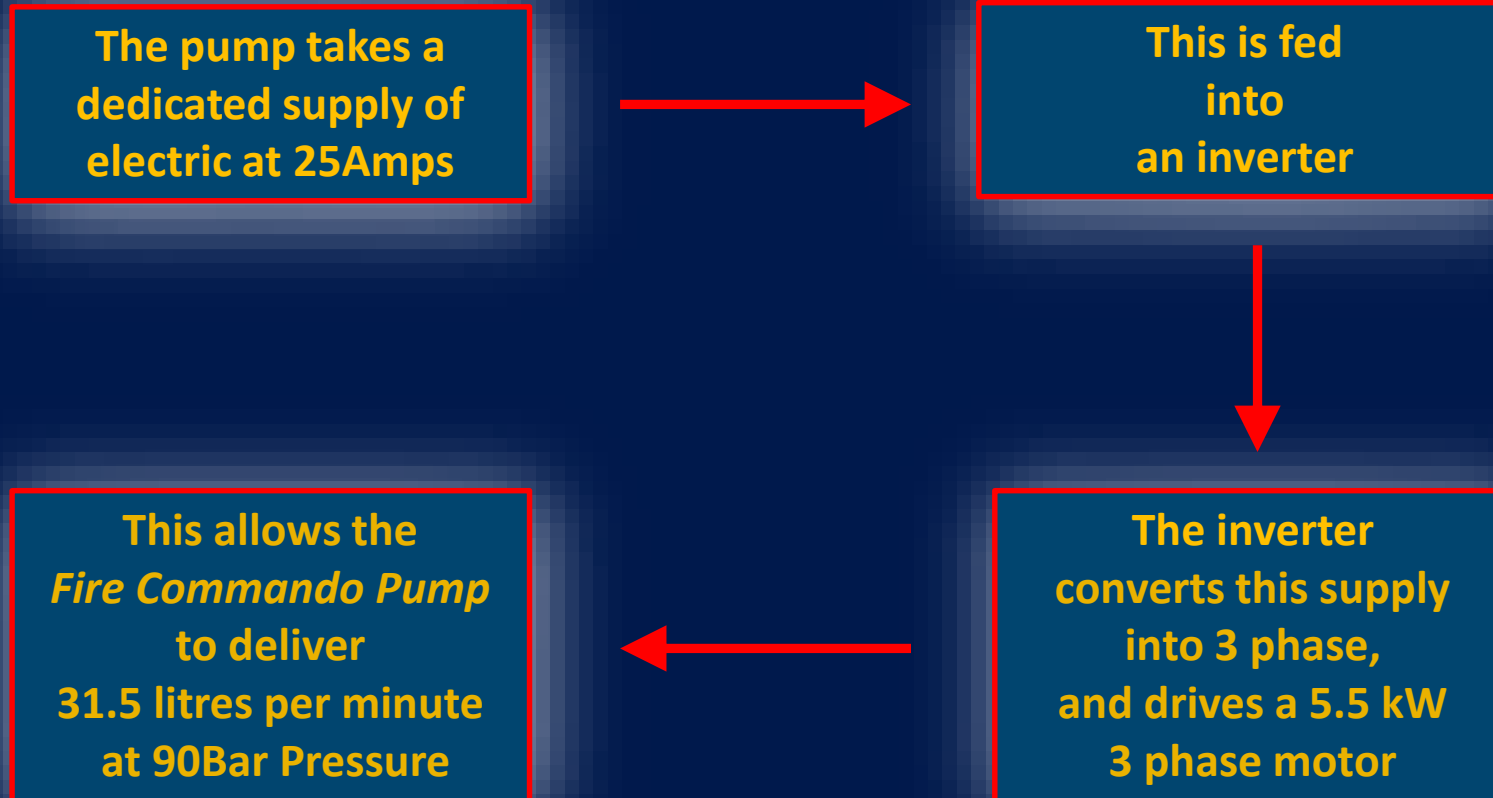 The pump takes a
dedicated supply of
electric at 25Amps
This is fed
into
an inverter
The inverter
converts this supply
into 3 phase,
and drives a 5.5 kW
3 phase motor
This allows the
Fire Commando Pump
to deliver
31.5 litres per minute
at 90Bar Pressure